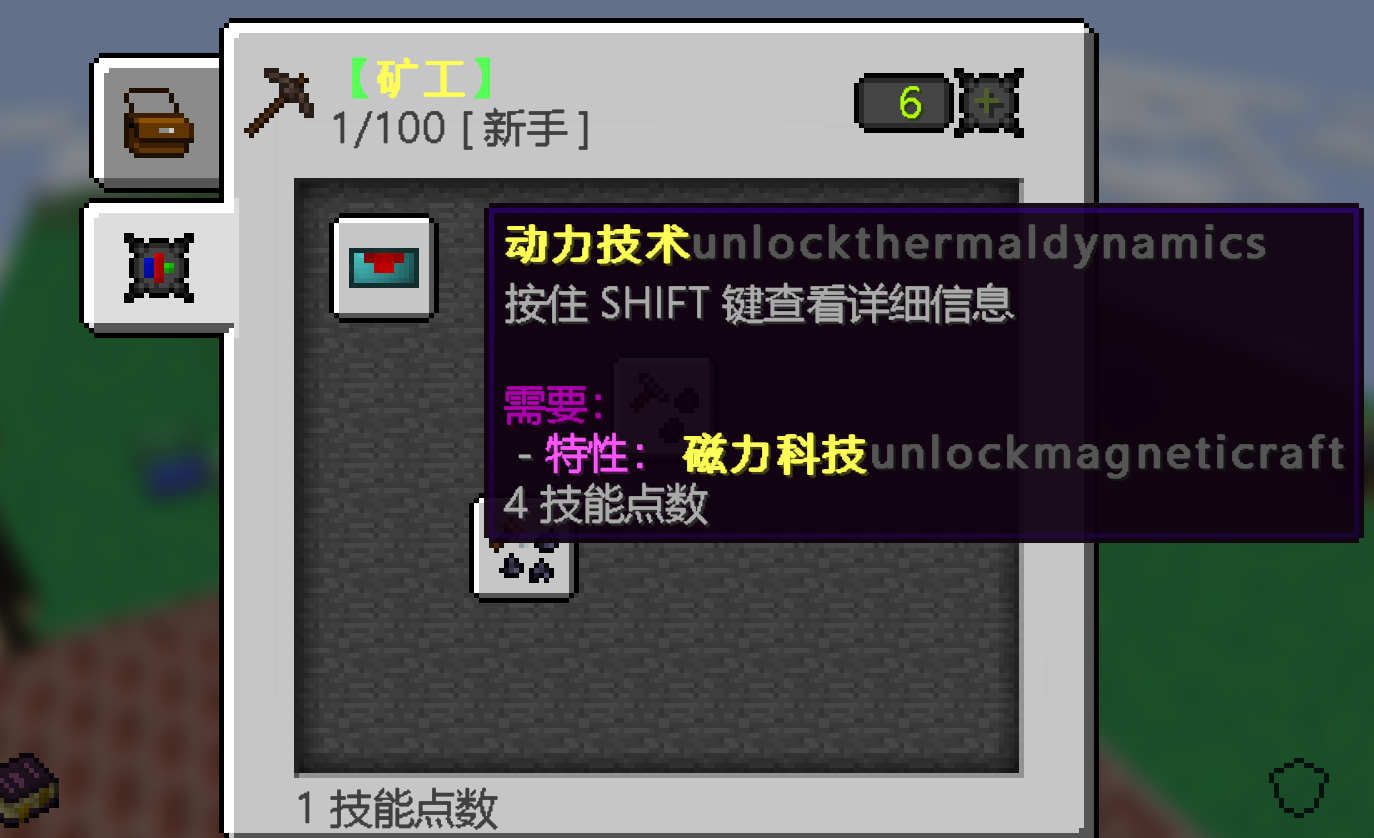 【矿工】
1/100 [ 新手 ]
6
动力技术unlockthermaldynamics
按住 SHIFT 键查看详细信息
需要:
- 特性: 磁力科技unlockmagneticraft
4 技能点数
1 技能点数